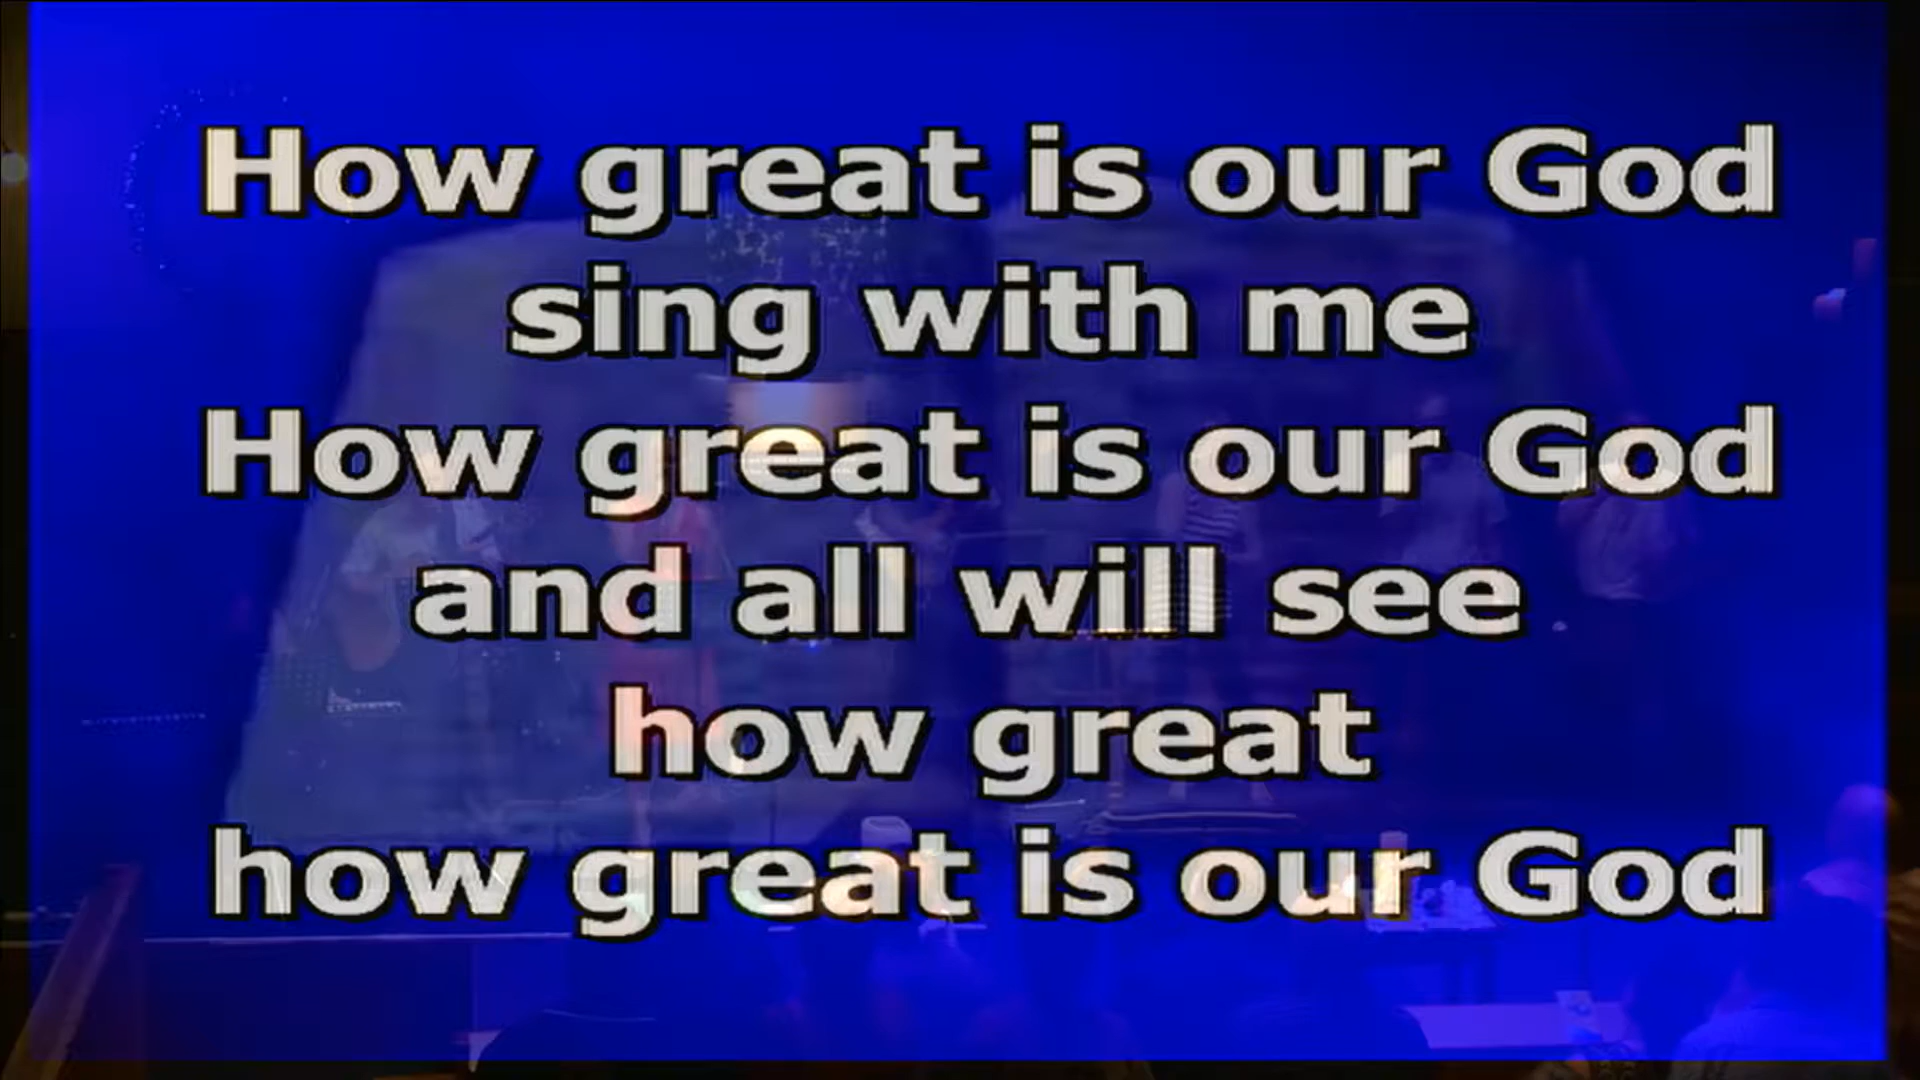 How great is our God
sing with me
How great is our God
and all will see
how great
how great is our God